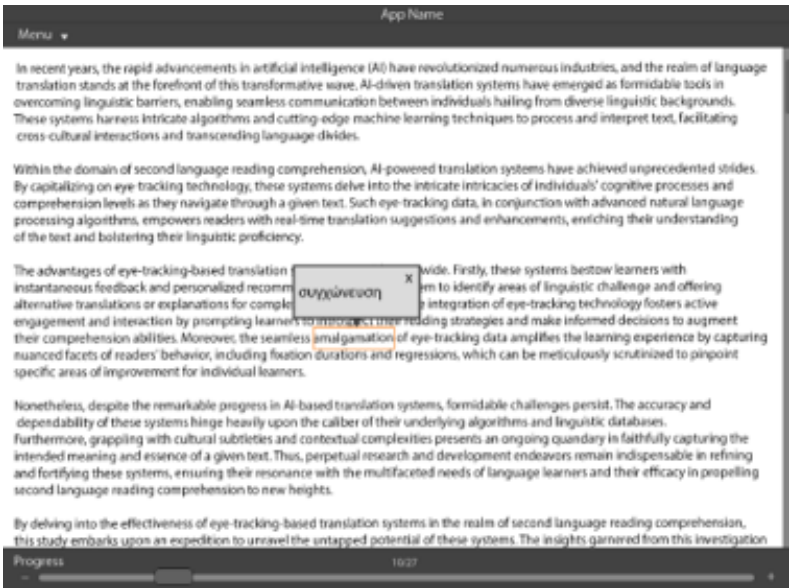 App Name
Menu
In recent years, the rapid advancements in artificial intelligence (AI) have revolutionized numerous industries, and the realm of language
translation stands at the forefront of this transformative wave. AI-driven translation systems have emerged as formidable tools in
overcoming linguistic barriers, enabling seamless communication between individuals hailing from diverse linguistic backgrounds.
These systems harness intricate algorithms and cutting-edge machine learning techniques to process and interpret text, facilitating
cross-cultural interactions and transcending language divides.
Within the domain of second language reading comprehension, AI-powered translation systems have achieved unprecedented strides.
By capitalizing on eye-tracking technology, these systems delve into the intricate intricacies of individuals' cognitive processes and
comprehension levels as they navigate through a given text. Such eye-tracking data, in conjunction with advanced natural language
processing algorithms, empowers readers with real-time translation suggestions and enhancements, enriching their understanding
of the text and bolstering their linguistic proficiency.
The advantages of eye-tracking-based translation wide. Firstly, these systems bestow learners with
instantaneous feedback and personalized recomm em to identify areas of linguistic challenge and offering
alternative translations or explanations for comple integration of eye-tracking technology fosters active
συγχώνευση x
engagement and interaction by prompting learners to introspect their reading strategies and make informed decisions to augment
their comprehension abilities. Moreover, the seamless amalgamation of eye-tracking data amplifies the learning experience by capturing
nuanced facets of readers' behavior, including fixation durations and regressions, which can be meticulously scrutinized to pinpoint
specific areas of improvement for individual learners.
Nonetheless, despite the remarkable progress in AI-based translation systems, formidable challenges persist. The accuracy and
dependability of these systems hinge heavily upon the caliber of their underlying algorithms and linguistic databases.
Furthermore, grappling with cultural subtleties and contextual complexities presents an ongoing quandary in faithfully capturing the
intended meaning and essence of a given text. Thus, perpetual research and development endeavors remain indispensable in refining
and fortifying these systems, ensuring their resonance with the multifaceted needs of language learners and their efficacy in propelling
second language reading comprehension to new heights.
By delving into the effectiveness of eye-tracking-based translation systems in the realm of second language reading comprehension,
this study embarks upon an expedition to unravel the untapped potential of these systems. The insights garnered from this investigation
Progress 10/27
- +